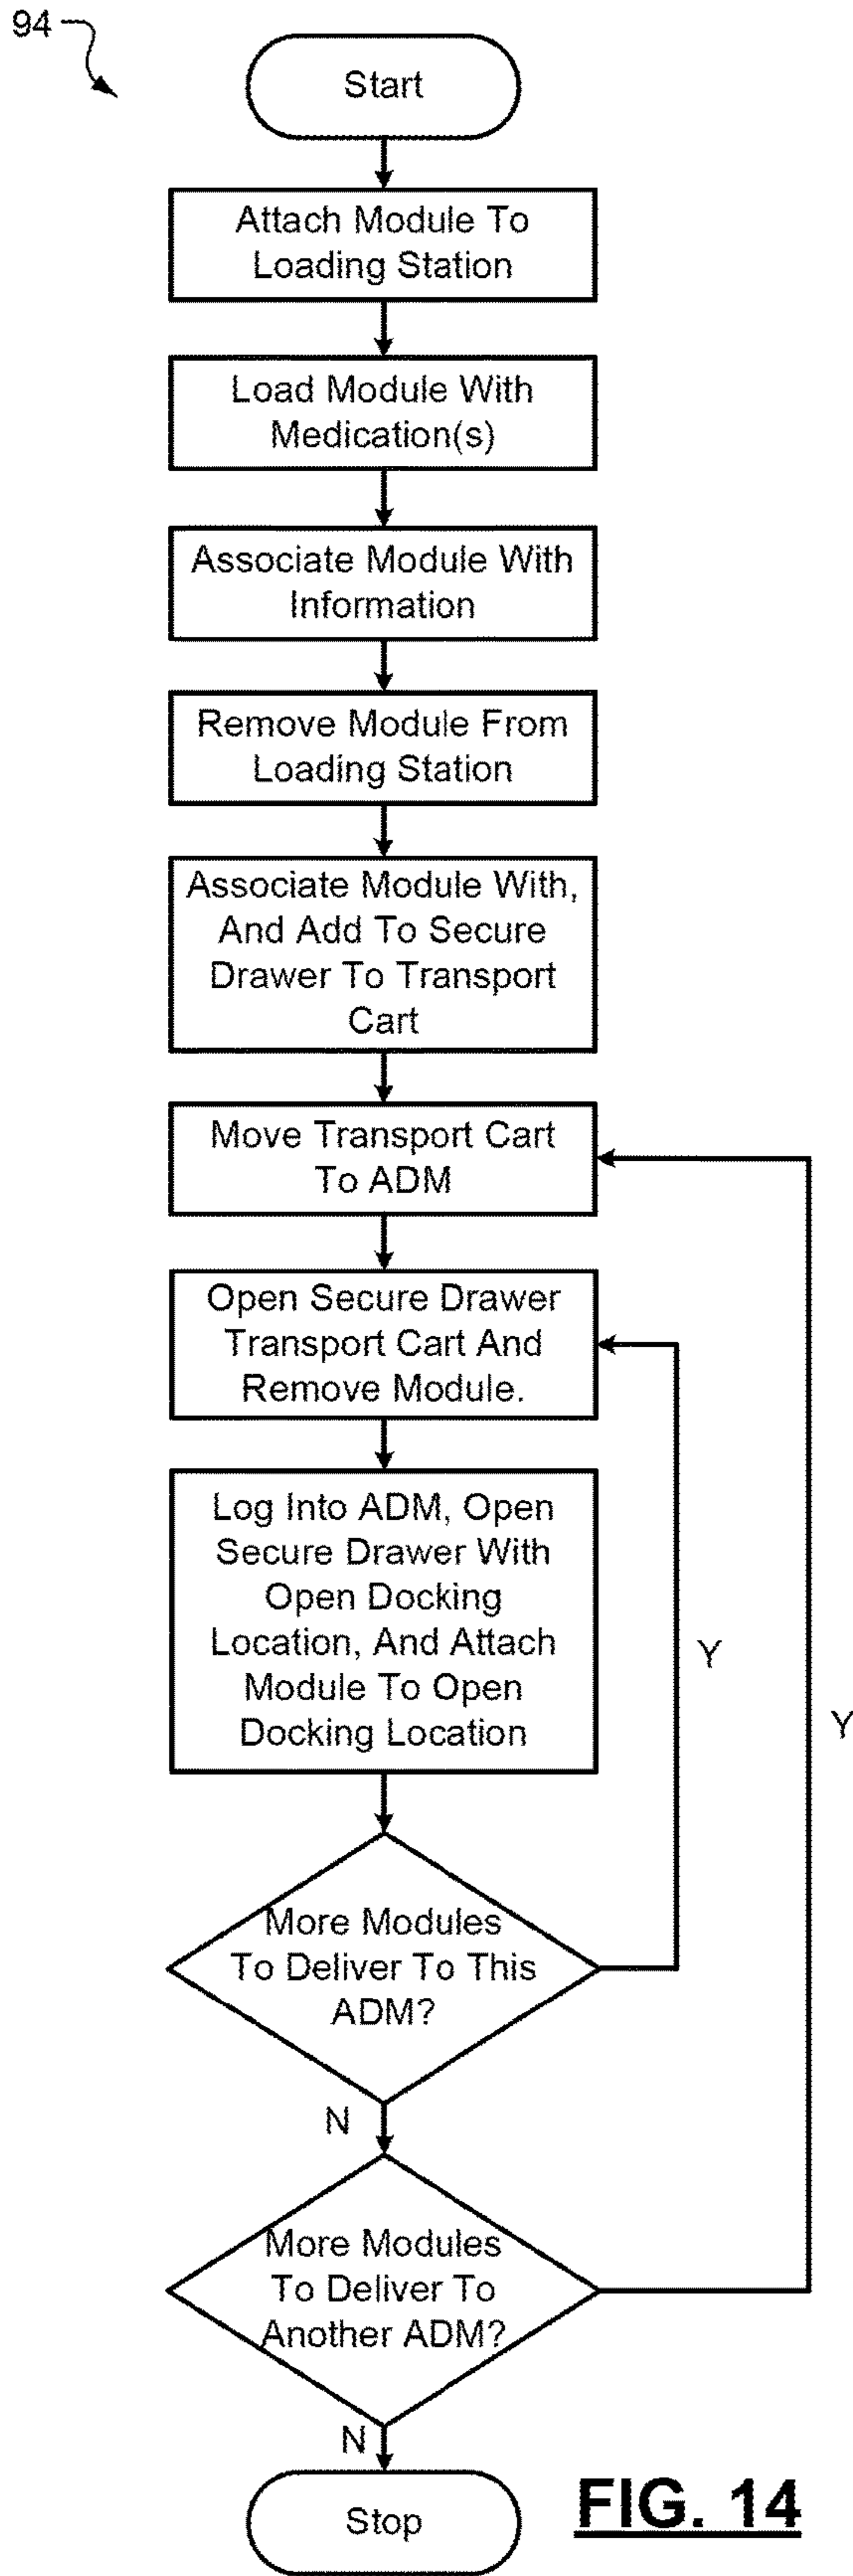 94
Start
Attach Module To
Loading Station
Load Module With
Medication(s)
Associate Module With
Information
Remove Module From
Loading Station
Associate Module With,
And Add To Secure
Drawer To Transport
Cart
Move Transport Cart
To ADM
Open Secure Drawer
Transport Cart And
Remove Module.
Log Into ADM, Open
Secure Drawer With
Open Docking
Location, And Attach
Module To Open
Docking Location
Y
Y
More Modules
To Deliver To This
ADM?
N
More Modules
To Deliver To
Another ADM?
N
Stop
FIG. 14